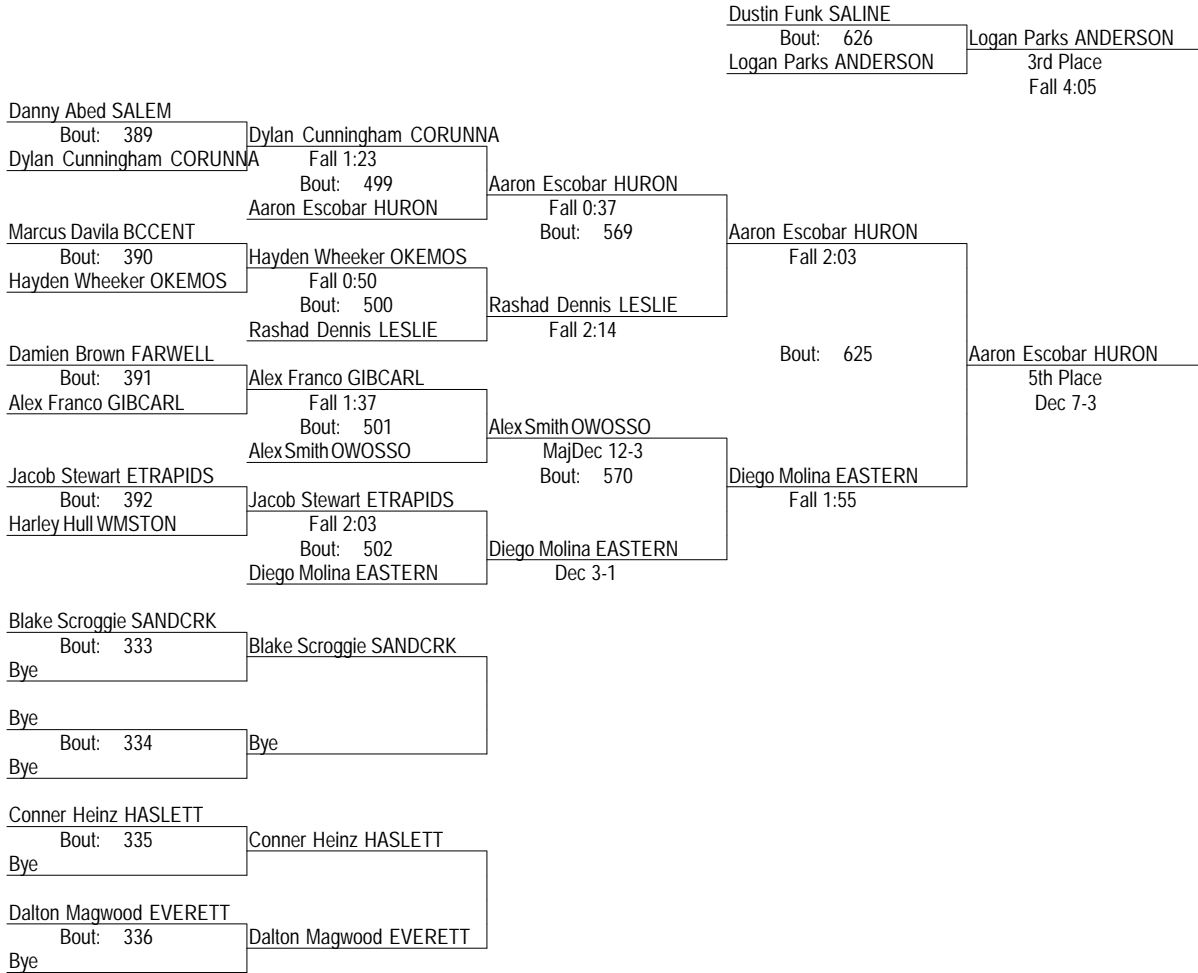 Dustin Funk SALINE
Bout: 626
Logan Parks ANDERSON
Logan Parks ANDERSON
3rd Place
Fall 4:05
Danny Abed SALEM
Bout: 389
Dylan Cunningham CORUNNA
Dylan Cunningham CORUNNA
Fall 1:23
Bout: 499
Aaron Escobar HURON
Aaron Escobar HURON
Fall 0:37
Bout: 569
Marcus Davila BCCENT
Bout: 390
Hayden Wheeker OKEMOS
Hayden Wheeker OKEMOS
Fall 0:50
Bout: 500
Rashad Dennis LESLIE
Rashad Dennis LESLIE
Fall 2:14
Aaron Escobar HURON
Fall 2:03
Bout: 625
Aaron Escobar HURON
5th Place
Dec 7-3
Damien Brown FARWELL
Bout: 391
Alex Franco GIBCARL
Alex Franco GIBCARL
Fall 1:37
Bout: 501
Alex Smith OWOSSO
Alex Smith OWOSSO
MajDec 12-3
Bout: 570
Jacob Stewart ETRAPIDS
Bout: 392
Harley Hull WMSTON
Jacob Stewart ETRAPIDS
Fall 2:03
Bout: 502
Diego Molina EASTERN
Diego Molina EASTERN
Dec 3-1
Diego Molina EASTERN
Fall 1:55
Blake Scroggie SANDCRK
Bout: 333
Bye
Blake Scroggie SANDCRK
Bye
Bout: 334
Bye
Bye
Conner Heinz HASLETT
Bout: 335
Bye
Conner Heinz HASLETT
Dalton Magwood EVERETT
Bout: 336
Bye
Dalton Magwood EVERETT